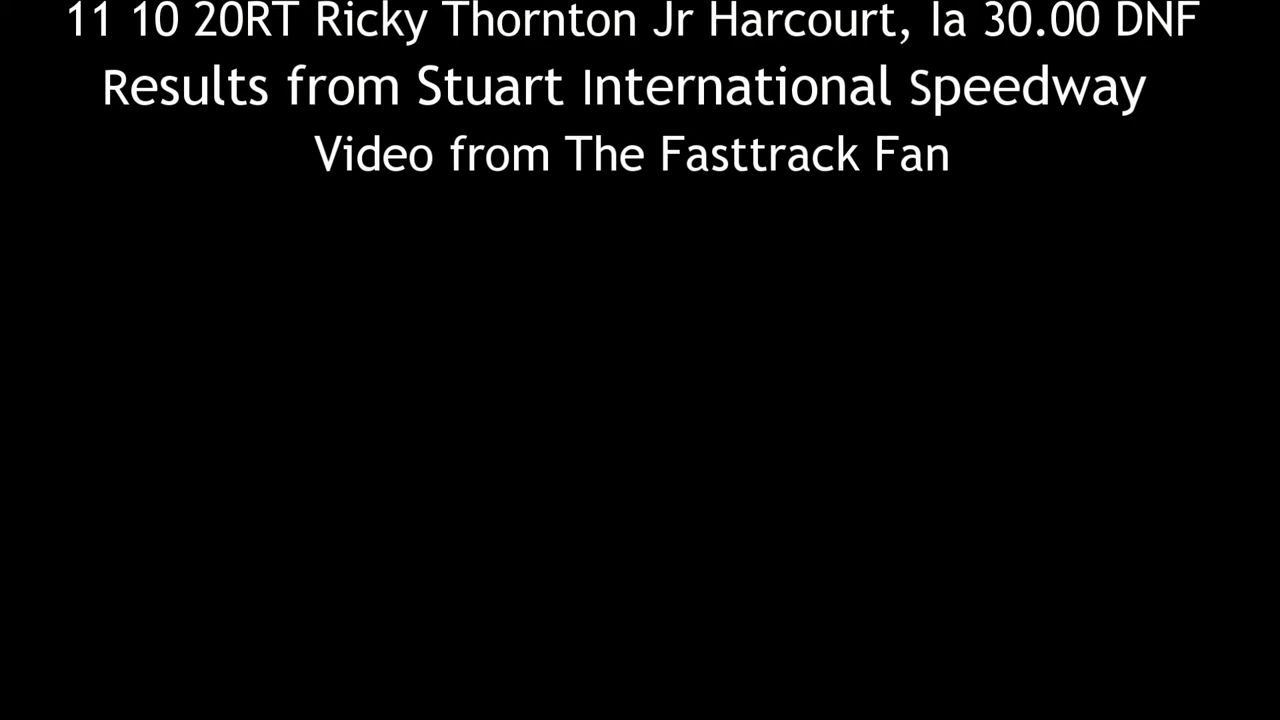 11 10 20RT Ricky Thornton Jr Harcourt, Ia 30.00 DNF
Results from Stuart International Speedway
Video from The Fasttrack Fan